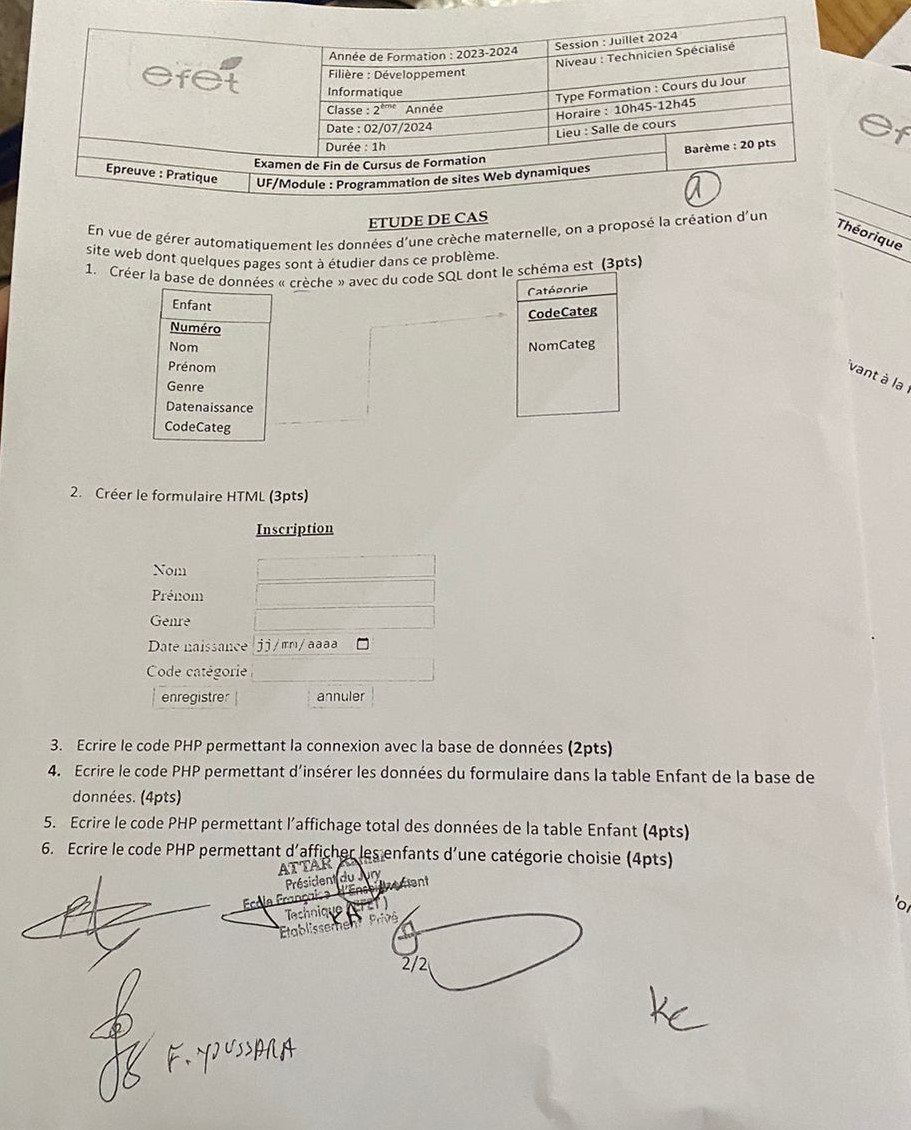 efet
Année de Formation : 2023-2024
Session : Juillet 2024
Filière : Développement
Informatique
Niveau : Technicien Spécialisé
Classe : 2ème Année
Type Formation : Cours du Jour
Date : 02/07/2024
Horaire : 10h45-12h45
Durée : 1h
Lieu : Salle de cours
Examen de Fin de Cursus de Formation
Barème : 20 pts
Epreuve : Pratique
UF/Module : Programmation de sites Web dynamiques
ETUDE DE CAS
En vue de gérer automatiquement les données d'une crèche maternelle, on a proposé la création d'un
site web dont quelques pages sont à étudier dans ce problème.
1. Créer la base de données « crèche » avec du code SQL dont le schéma est (3pts)
Enfant
Numéro
Nom
Prénom
Genre
Datenaissance
CodeCateg
Catégorie
CodeCateg
NomCateg
2. Créer le formulaire HTML (3pts)
Inscription
Nom
Prénom
Genre
Date naissance jj/mm/aaaa
Code catégorie
enregistrer annuler
3. Ecrire le code PHP permettant la connexion avec la base de données (2pts)
4. Ecrire le code PHP permettant d'insérer les données du formulaire dans la table Enfant de la base de
données. (4pts)
5. Ecrire le code PHP permettant l'affichage total des données de la table Enfant (4pts)
6. Ecrire le code PHP permettant d'afficher les enfants d'une catégorie choisie (4pts)
ATTAR
Président du Jury
Ecole Française d'Enseignement
Technique (EFET)
Etablissement Privé
2/2
F. YOUSSARA
ef
Théorique
vant à la